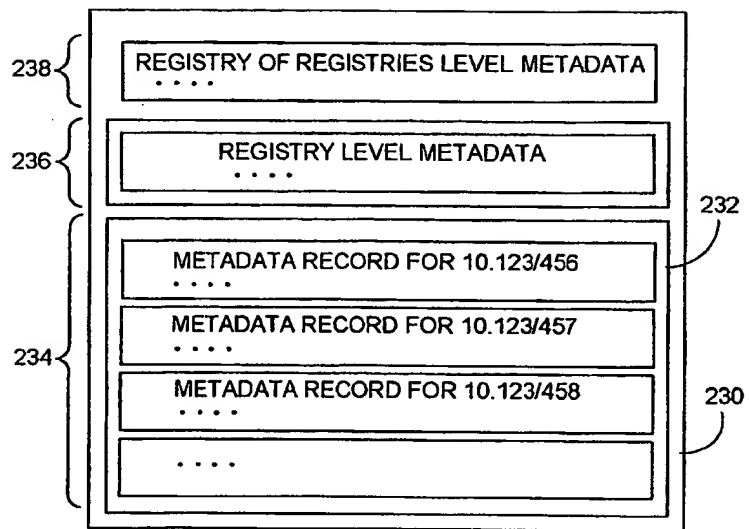 238
REGISTRY OF REGISTRIES LEVEL METADATA
. . . .
236
REGISTRY LEVEL METADATA
. . . .
232
METADATA RECORD FOR 10.123/456
. . . .
METADATA RECORD FOR 10.123/457
. . . .
234
METADATA RECORD FOR 10.123/458
. . . .
230
. . . .